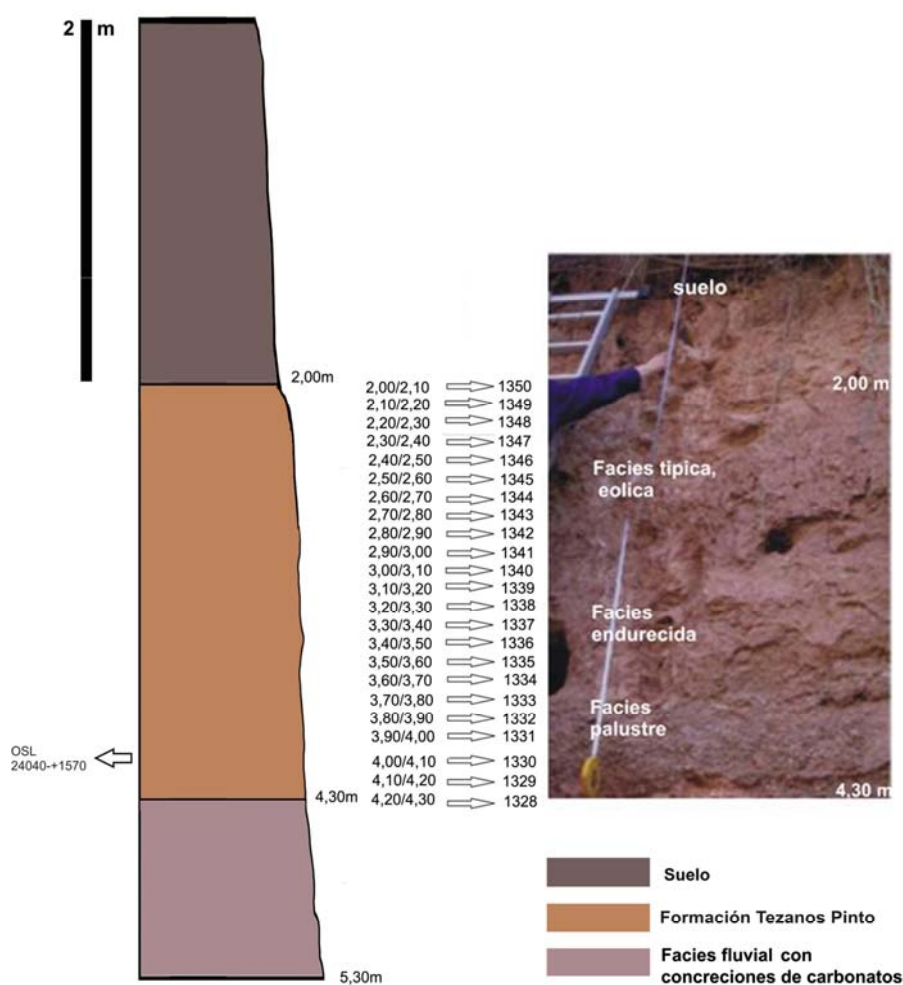 2 m
2,00m
2,00/2,10 1350
2,10/2,20 1349
2,20/2,30 1348
2,30/2,40 1347
2,40/2,50 1346
2,50/2,60 1345
2,60/2,70 1344
2,70/2,80 1343
2,80/2,90 1342
2,90/3,00 1341
3,00/3,10 1340
3,10/3,20 1339
3,20/3,30 1338
3,30/3,40 1337
3,40/3,50 1336
3,50/3,60 1335
3,60/3,70 1334
3,70/3,80 1333
3,80/3,90 1332
3,90/4,00 1331
4,00/4,10 1330
4,10/4,20 1329
4,20/4,30 1328
OSL
24040-+1570
4,30m
5,30m
suelo
2,00 m
Facies tipica,
eolica
Facies
endurecida
Facies
palustre
4,30 m
Suelo
Formación Tezanos Pinto
Facies fluvial con
concreciones de carbonatos